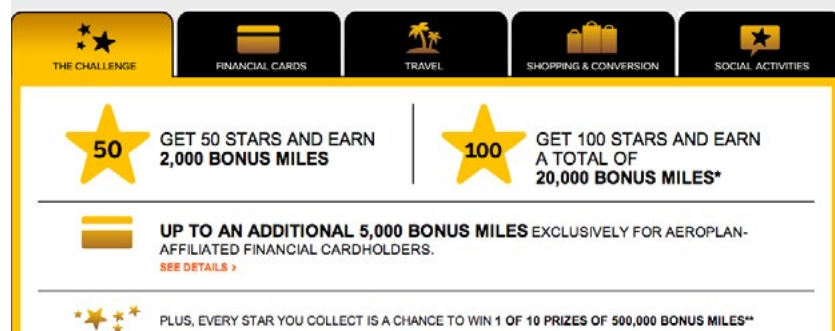 THE CHALLENGE
FINANCIAL CARDS
TRAVEL
SHOPPING & CONVERSION
SOCIAL ACTIVITIES
50
GET 50 STARS AND EARN
2,000 BONUS MILES
100
GET 100 STARS AND EARN
A TOTAL OF
20,000 BONUS MILES*
UP TO AN ADDITIONAL 5,000 BONUS MILES EXCLUSIVELY FOR AEROPLAN-
AFFILIATED FINANCIAL CARDHOLDERS.
SEE DETAILS >
PLUS, EVERY STAR YOU COLLECT IS A CHANCE TO WIN 1 OF 10 PRIZES OF 500,000 BONUS MILES**